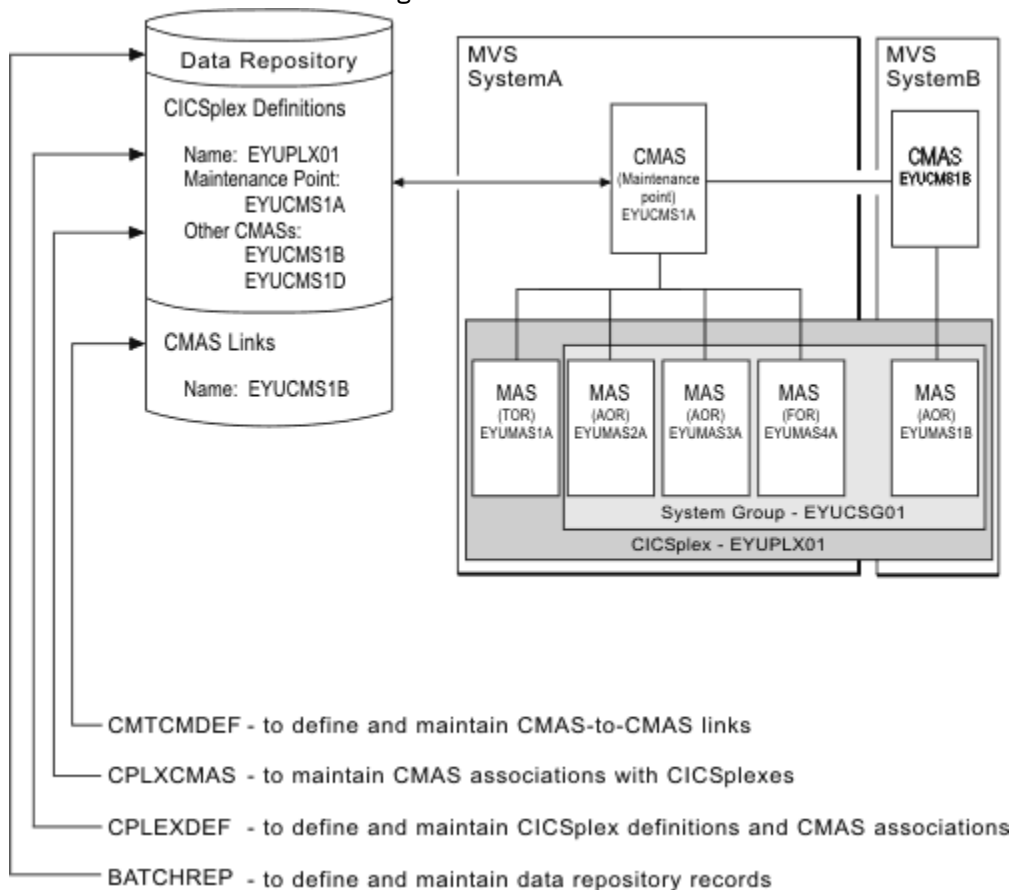 Data Repository
CICSplex Definitions
Name: EYUPLX01
Maintenance Point:
EYUCMS1A
Other CMASs:
EYUCMS1B
EYUCMS1D
CMAS Links
Name: EYUCMS1B
MVS
SystemA
CMAS
(Maintenance
point)
EYUCMS1A
MVS
SystemB
CMAS
EYUCMS1B
MAS
(TOR)
EYUMAS1A
MAS
(AOR)
EYUMAS2A
MAS
(AOR)
EYUMAS3A
MAS
(FOR)
EYUMAS4A
MAS
(AOR)
EYUMAS1B
System Group - EYUCSG01
CICSplex - EYUPLX01
CMTCMDEF - to define and maintain CMAS-to-CMAS links
CPLXCMAS - to maintain CMAS associations with CICSplexes
CPLEXDEF - to define and maintain CICSplex definitions and CMAS associations
BATCHREP - to define and maintain data repository records